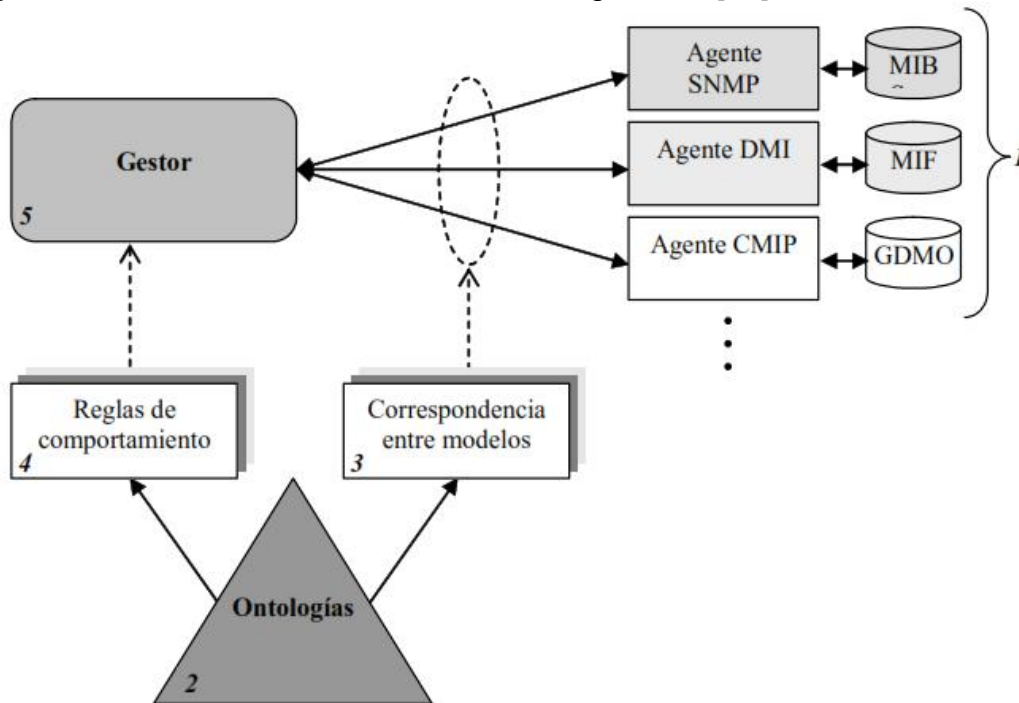 Agente
SNMP
MIB
Gestor
5
Agente DMI
MIF
Agente CMIP
GDMO
Reglas de
comportamiento
4
Correspondencia
entre modelos
3
Ontologías
2